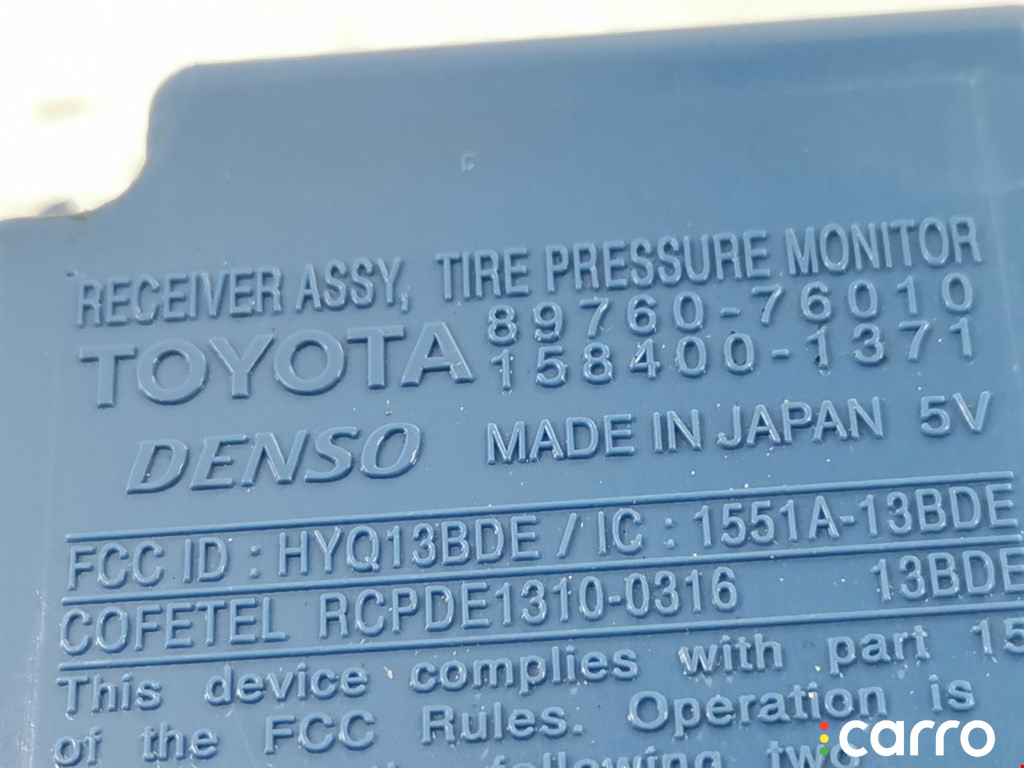 RECEIVER ASSY, TIRE PRESSURE MONITOR
TOYOTA 89760-76010
158400-1371
DENSO MADE IN JAPAN 5V
FCC ID : HYQ13BDE / IC : 1551A-13BDE
COFETEL RCPDE1310-0316 13BDE
This device complies with part 15
of the FCC Rules. Operation is
following two
carro